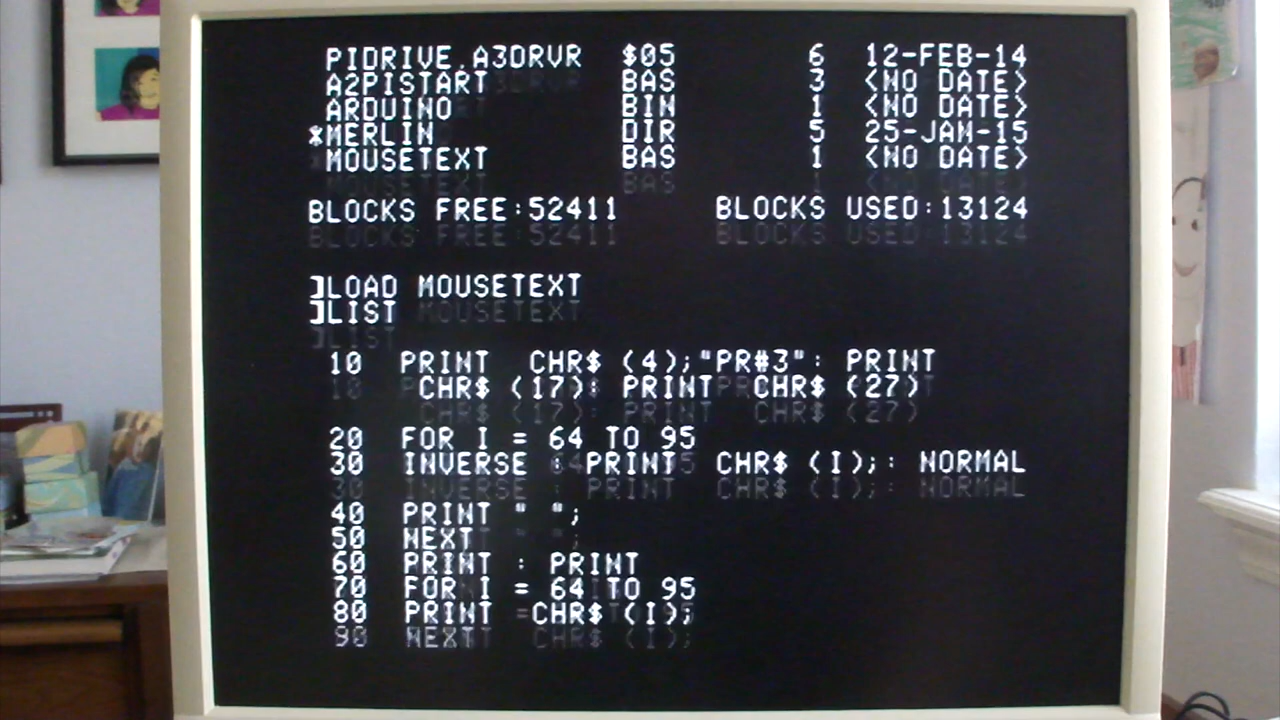 PIDRIVE.A3DRVR $05 6 12-FEB-14
A2PISTART BAS 3 <NO DATE>
ARDUINO BIN 1 <NO DATE>
*MERLIN DIR 5 25-JAN-15
MOUSETEXT BAS 1 <NO DATE>
BLOCKS FREE:52411 BLOCKS USED:13124
]LOAD MOUSETEXT
]LIST
10 PRINT CHR$ (4);"PR#3": PRINT
CHR$ (17): PRINT CHR$ (27)
20 FOR I = 64 TO 95
30 INVERSE : PRINT CHR$ (I);: NORMAL
40 PRINT " ";
50 NEXT
60 PRINT : PRINT
70 FOR I = 64 TO 95
80 PRINT CHR$ (I);
90 NEXT